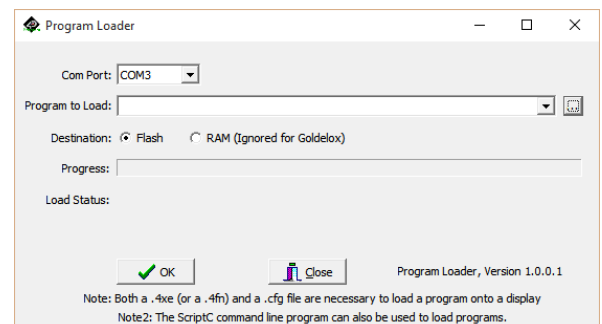 Program Loader
Com Port: COM3
Program to Load:
Destination: Flash RAM (Ignored for Goldelox)
Progress:
Load Status:
OK Close Program Loader, Version 1.0.0.1
Note: Both a .4xe (or a .4fn) and a .cfg file are necessary to load a program onto a display
Note2: The ScriptC command line program can also be used to load programs.